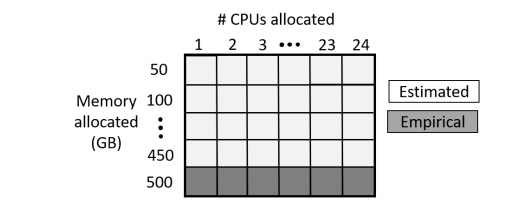 # CPUs allocated
1 2 3 ••• 23 24
50
Memory allocated (GB)
100
450
500
Estimated
Empirical